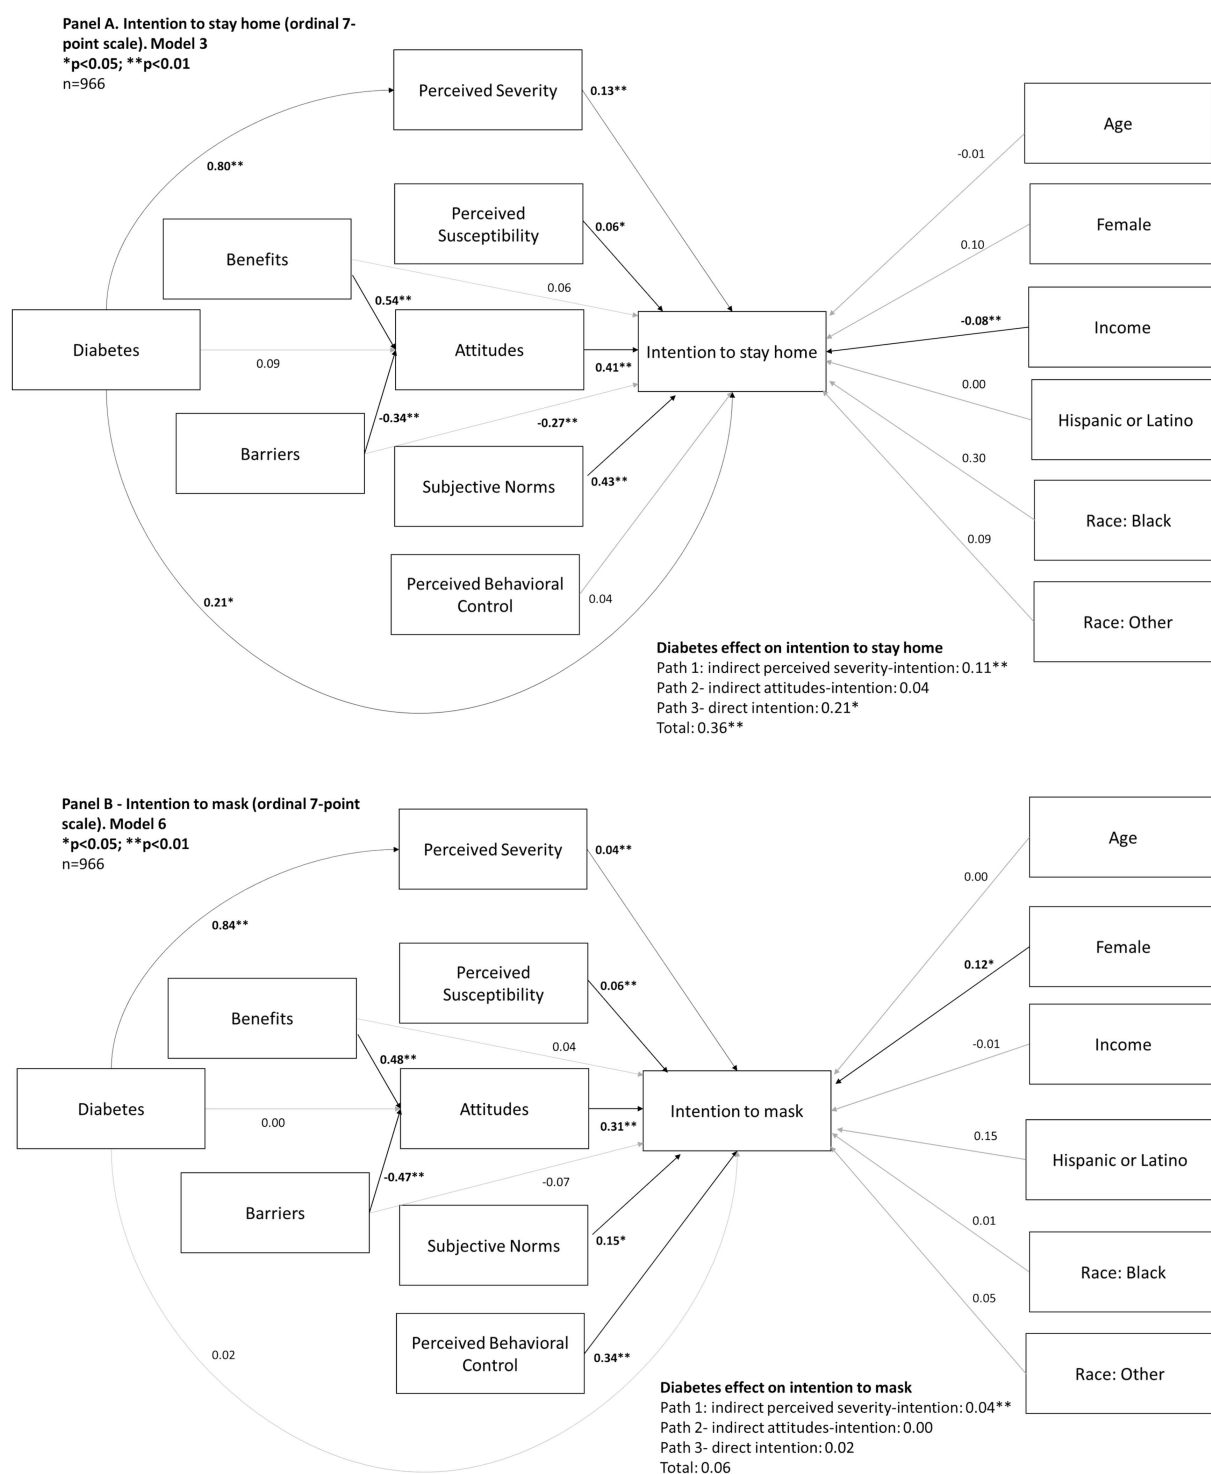 Panel A. Intention to stay home (ordinal 7-
point scale). Model 3
*p<0.05; **p<0.01
n=966
Perceived Severity
0.13**
Age
-0.01
0.80**
Perceived
Susceptibility
0.06*
Female
0.10
Benefits
0.06
0.54**
Income
-0.08**
Diabetes
0.09
Attitudes
0.41**
Intention to stay home
0.00
Hispanic or Latino
Barriers
-0.34**
-0.27**
0.30
Subjective Norms
0.43**
Race: Black
0.09
Perceived Behavioral
Control
0.04
0.21*
Race: Other
Diabetes effect on intention to stay home
Path 1: indirect perceived severity-intention: 0.11**
Path 2- indirect attitudes-intention: 0.04
Path 3- direct intention: 0.21*
Total: 0.36**
Panel B - Intention to mask (ordinal 7-point
scale). Model 6
*p<0.05; **p<0.01
n=966
Perceived Severity
0.04**
Age
0.00
0.84**
Perceived
Susceptibility
0.06**
Female
0.12*
Benefits
0.04
0.48**
Income
-0.01
Diabetes
0.00
Attitudes
0.31**
Intention to mask
0.15
Hispanic or Latino
Barriers
-0.47**
-0.07
0.01
Subjective Norms
0.15*
Race: Black
0.05
Perceived Behavioral
Control
0.34**
0.02
Race: Other
Diabetes effect on intention to mask
Path 1: indirect perceived severity-intention: 0.04**
Path 2- indirect attitudes-intention: 0.00
Path 3- direct intention: 0.02
Total: 0.06